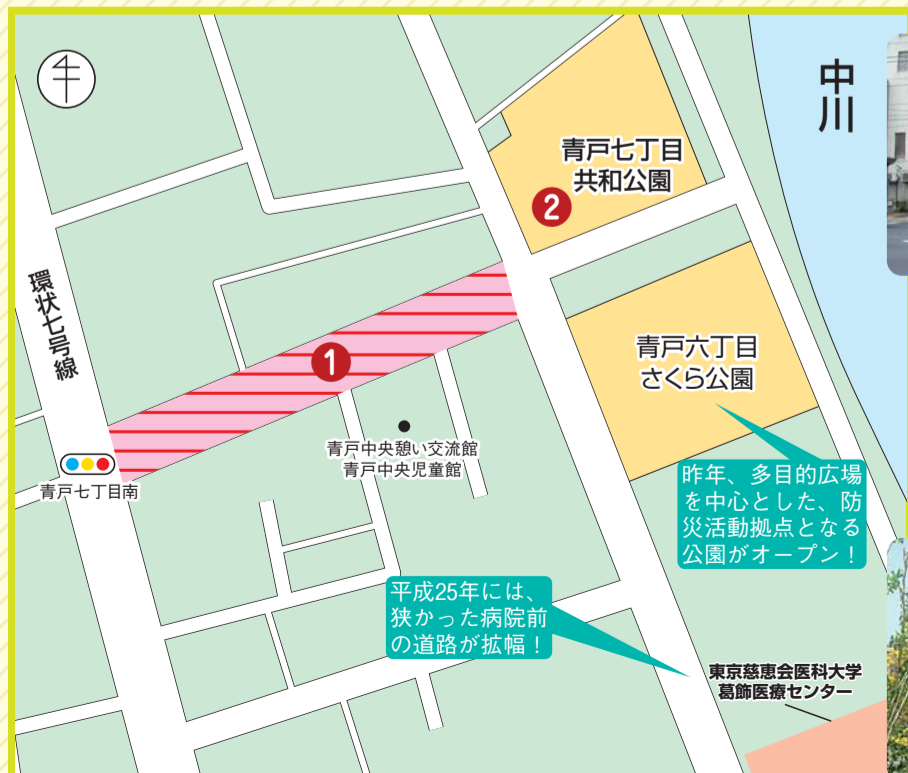 中川
青戸七丁目
共和公園
❷
環状七号線
❶
青戸六丁目
さくら公園
青戸中央憩い交流館
青戸中央児童館
青戸七丁目南
昨年、多目的広場
を中心とした、防
災活動拠点となる
公園がオープン！
平成25年には、
狭かった病院前
の道路が拡幅！
東京慈恵会医科大学
葛飾医療センター